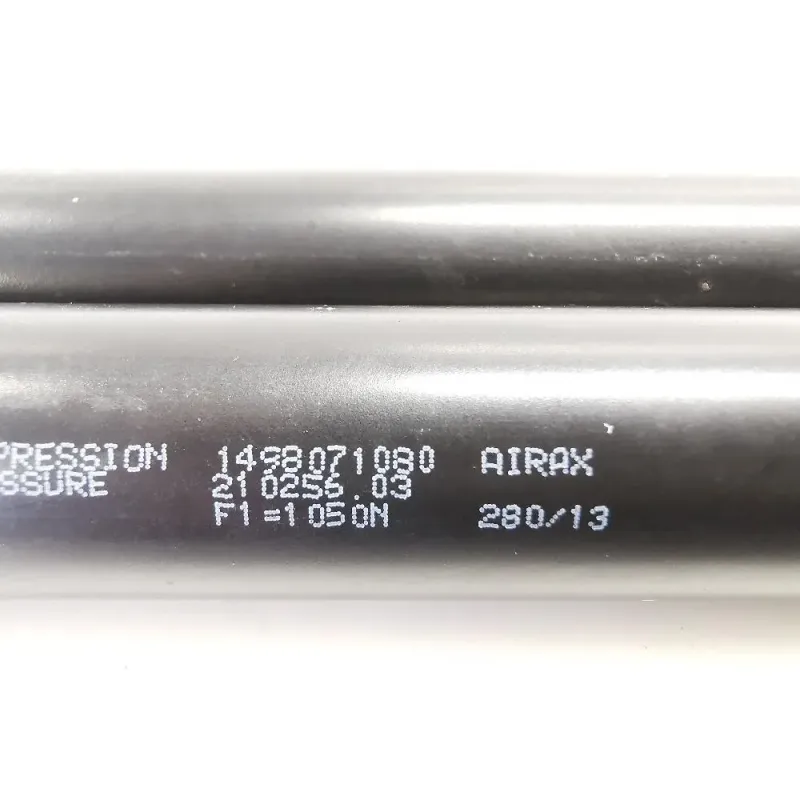 PRESSION 1498071080 AIRAX
SSURE 210256.03
F1=1050N 280/13